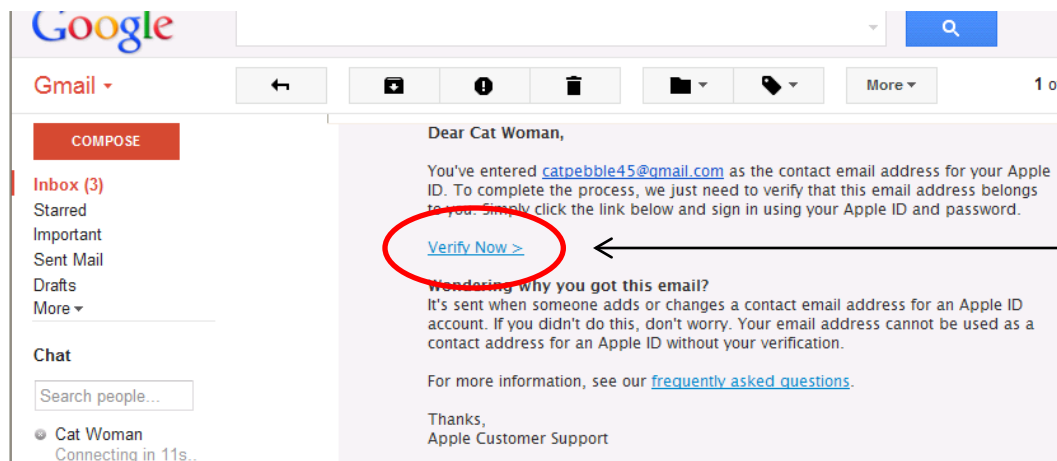 Google
Gmail
More
1 o
COMPOSE
Inbox (3)
Starred
Important
Sent Mail
Drafts
More
Chat
Search people...
Cat Woman
Connecting in 11s..
Dear Cat Woman,
You've entered catpebble45@gmail.com as the contact email address for your Apple
ID. To complete the process, we just need to verify that this email address belongs
to you. Simply click the link below and sign in using your Apple ID and password.
Verify Now >
Wondering why you got this email?
It's sent when someone adds or changes a contact email address for an Apple ID
account. If you didn't do this, don't worry. Your email address cannot be used as a
contact address for an Apple ID without your verification.
For more information, see our frequently asked questions.
Thanks,
Apple Customer Support